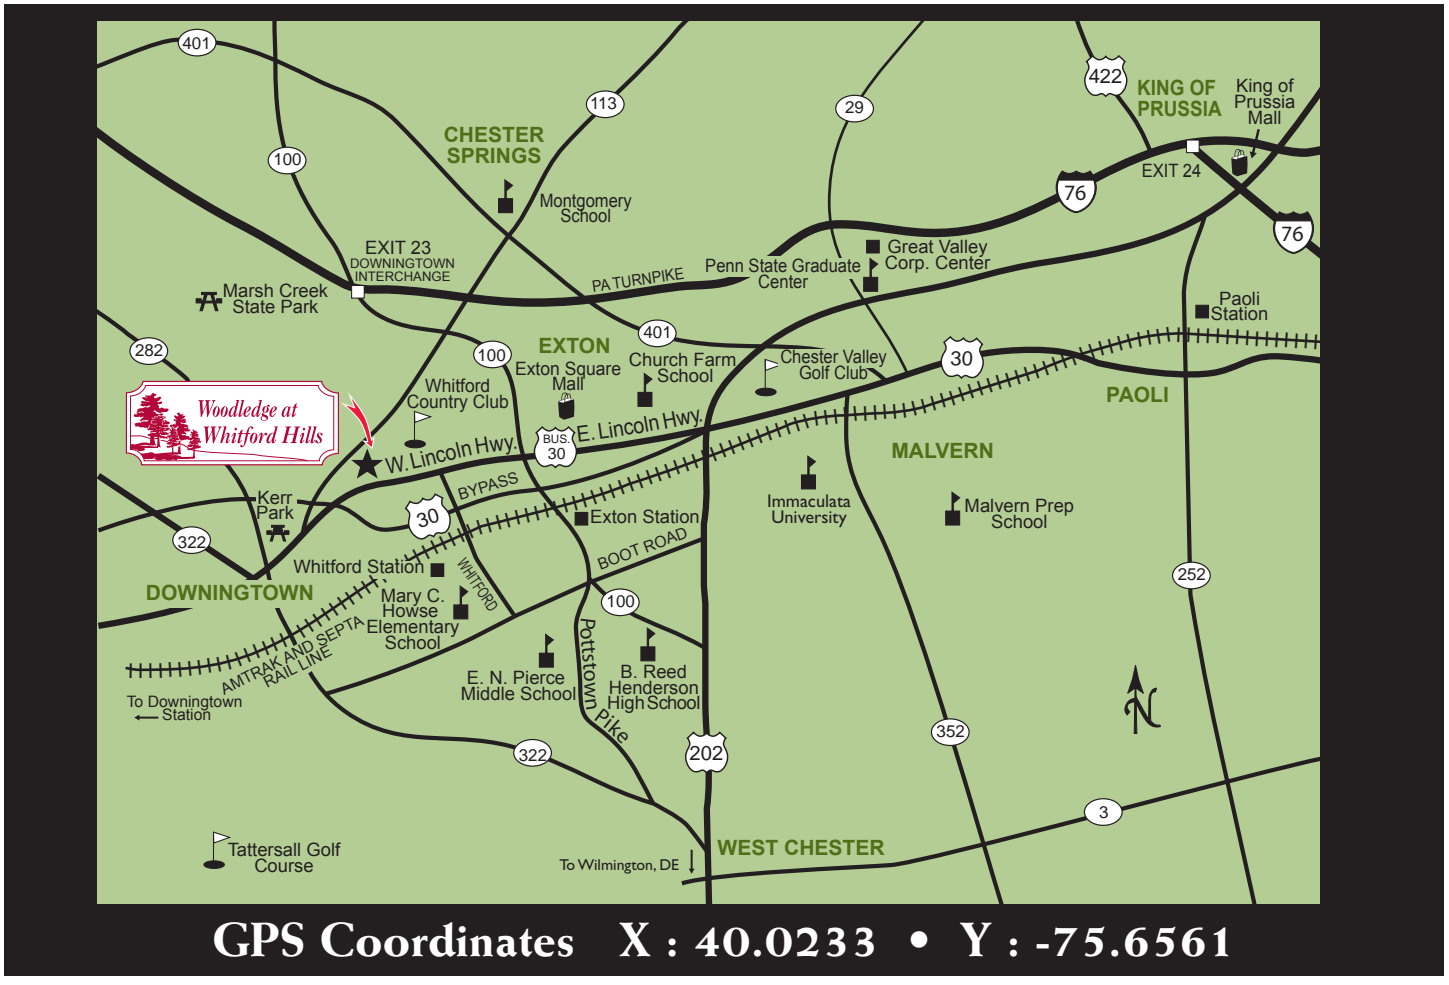 401
113
29
422
KING OF
PRUSSIA
King of
Prussia
Mall
CHESTER
SPRINGS
100
EXIT 24
76
76
Montgomery
School
EXIT 23
DOWNINGTOWN
INTERCHANGE
PA TURNPIKE
Penn State Graduate
Center
Great Valley
Corp. Center
Marsh Creek
State Park
Paoli
Station
282
100
EXTON
401
Exton Square
Mall
Church Farm
School
Chester Valley
Golf Club
30
PAOLI
Whitford
Country Club
Woodledge at
Whitford Hills
W. Lincoln Hwy.
BUS.
30
E. Lincoln Hwy.
MALVERN
BYPASS
Kerr
Park
30
322
Exton Station
Immaculata
University
Malvern Prep
School
BOOT ROAD
Whitford Station
WHITFORD
DOWNINGTOWN
252
Mary C.
Howse
Elementary
School
100
AMTRAK AND SEPTA
RAIL LINE
Pottstown Pike
E. N. Pierce
Middle School
B. Reed
Henderson
High School
To Downingtown
Station
N
322
202
352
3
Tattersall Golf
Course
WEST CHESTER
To Wilmington, DE
GPS Coordinates X : 40.0233 • Y : -75.6561